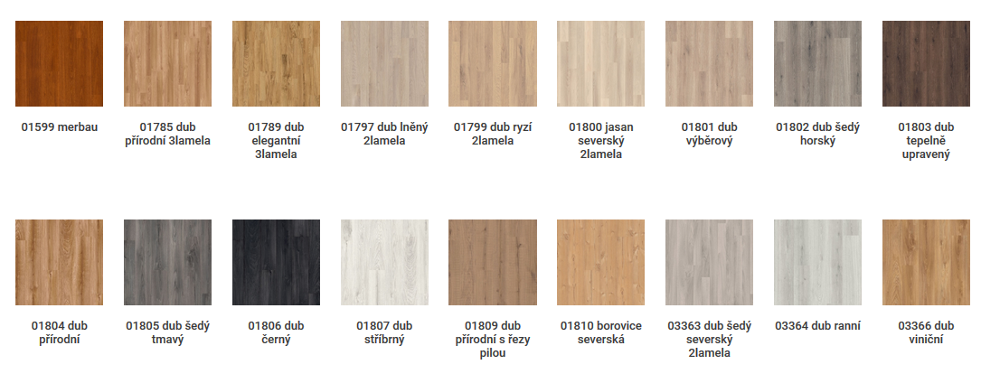 01599 merbau
01785 dub
přírodní 3lamela
01789 dub
elegantní
3lamela
01797 dub lněný
2lamela
01799 dub ryzí
2lamela
01800 jasan
severský
2lamela
01801 dub
výběrový
01802 dub šedý
horský
01803 dub
tepelně
upravený
01804 dub
přírodní
01805 dub šedý
tmavý
01806 dub
černý
01807 dub
stříbrný
01809 dub
přírodní s řezy
pilou
01810 borovice
severská
03363 dub šedý
severský
2lamela
03364 dub ranní
03366 dub
viniční